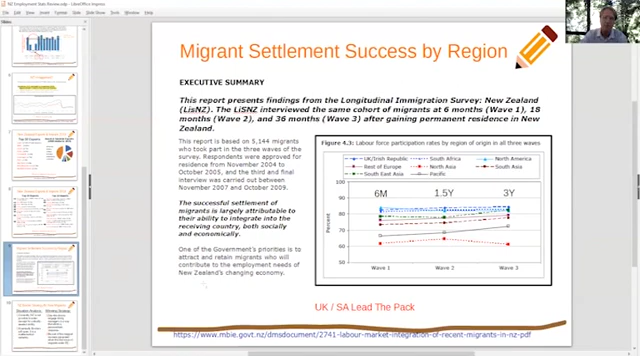 NZ Employment Stats Review.odp - LibreOffice Impress
File Edit View Insert Format Slide Slide Show Tools Window Help
Slides
Migrant Settlement Success by Region
EXECUTIVE SUMMARY
This report presents findings from the Longitudinal Immigration Survey: New Zealand
(LisNZ). The LiSNZ interviewed the same cohort of migrants at 6 months (Wave 1), 18
months (Wave 2), and 36 months (Wave 3) after gaining permanent residence in New
Zealand.
This report is based on 5,144 migrants
who took part in the three waves of the
survey. Respondents were approved for
residence from November 2004 to
October 2005, and the third and final
interview was carried out between
November 2007 and October 2009.
The successful settlement of
migrants is largely attributable to
their ability to integrate into the
receiving country, both socially
and economically.
One of the Government's priorities is to
attract and retain migrants who will
contribute to the employment needs of
New Zealand's changing economy.
Figure 4.3: Labour force participation rates by region of origin in all three waves
UK/Irish Republic South Africa North America
Rest of Europe North Asia South Asia
South East Asia Pacific
100
90
80
70
60
50
Percent
6M 1.5Y 3Y
Wave 1 Wave 2 Wave 3
UK / SA Lead The Pack
https://www.mbie.govt.nz/dmsdocument/2741-labour-market-integration-of-recent-migrants-in-nz-pdf